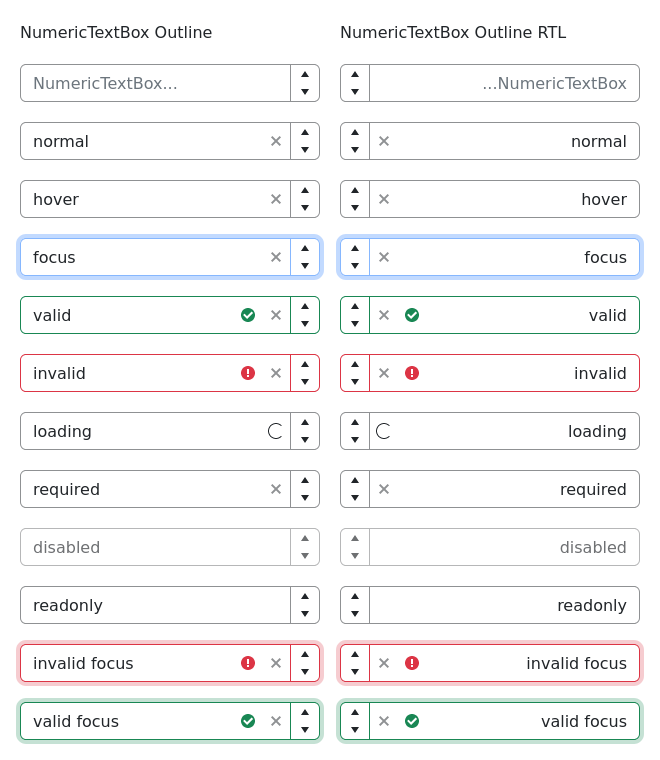 NumericTextBox Outline
NumericTextBox Outline RTL
NumericTextBox...
...NumericTextBox
normal
normal
hover
hover
focus
focus
valid
valid
invalid
invalid
loading
loading
required
required
disabled
disabled
readonly
readonly
invalid focus
invalid focus
valid focus
valid focus